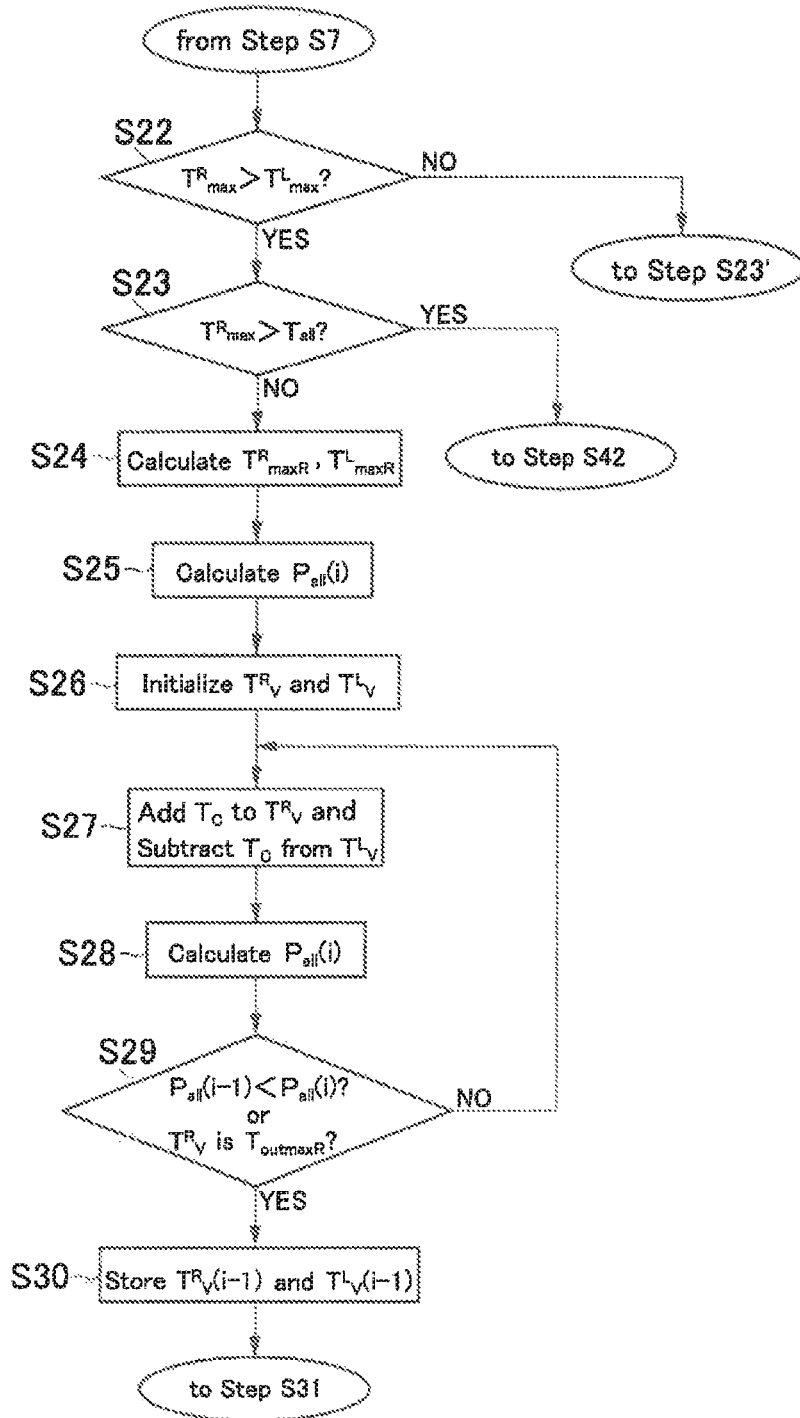 from Step S7
S22
T^R_max > T^L_max?
NO
YES
to Step S23'
S23
T^R_max > T_all?
YES
NO
to Step S42
S24
Calculate T^R_maxR, T^L_maxR
S25
Calculate P_all(i)
S26
Initialize T^R_V and T^L_V
S27
Add T_C to T^R_V and
Subtract T_C from T^L_V
S28
Calculate P_all(i)
S29
P_all(i-1) < P_all(i)?
or
T^R_V is T_outmaxR?
NO
YES
S30
Store T^R_V(i-1) and T^L_V(i-1)
to Step S31